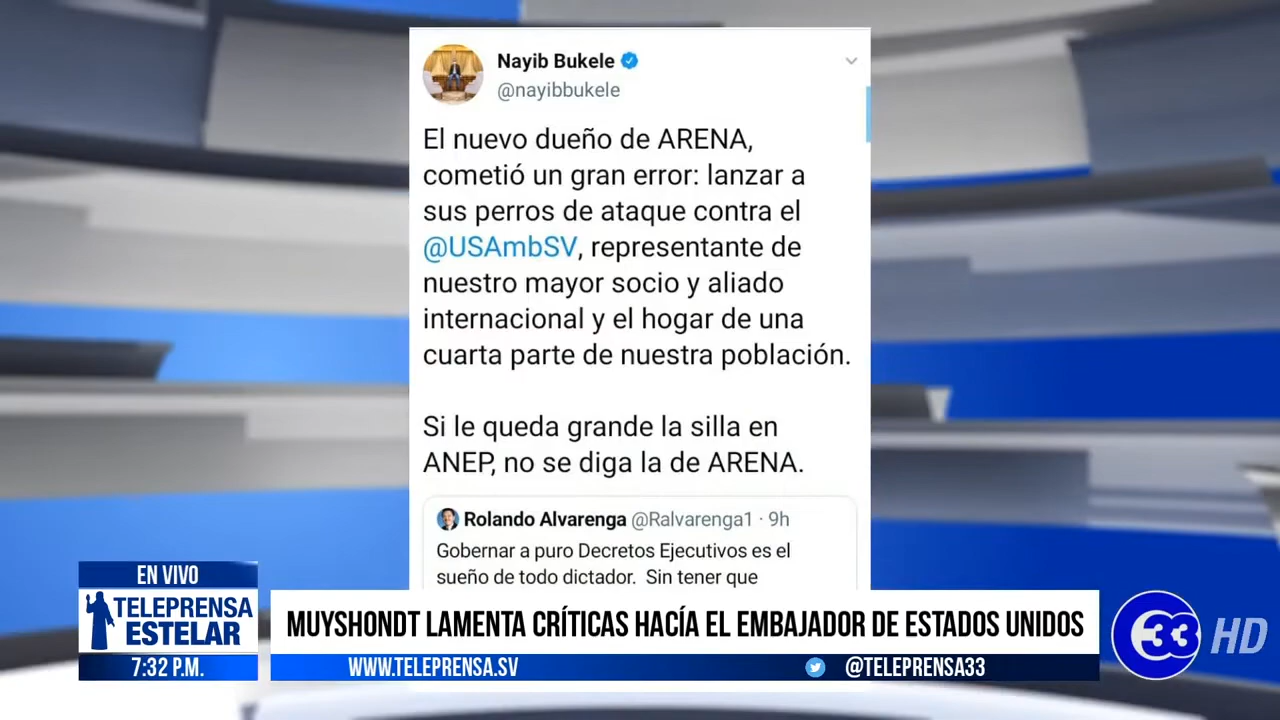 Nayib Bukele
@nayibbukele
El nuevo dueño de ARENA,
cometió un gran error: lanzar a
sus perros de ataque contra el
@USAmbSV, representante de
nuestro mayor socio y aliado
internacional y el hogar de una
cuarta parte de nuestra población.
Si le queda grande la silla en
ANEP, no se diga la de ARENA.
Rolando Alvarenga @Ralvarenga1 · 9h
Gobernar a puro Decretos Ejecutivos es el
sueño de todo dictador. Sin tener que
EN VIVO
TELEPRENSA
ESTELAR
7:32 P.M.
MUYSHONDT LAMENTA CRÍTICAS HACÍA EL EMBAJADOR DE ESTADOS UNIDOS
WWW.TELEPRENSA.SV
@TELEPRENSA33
33 HD